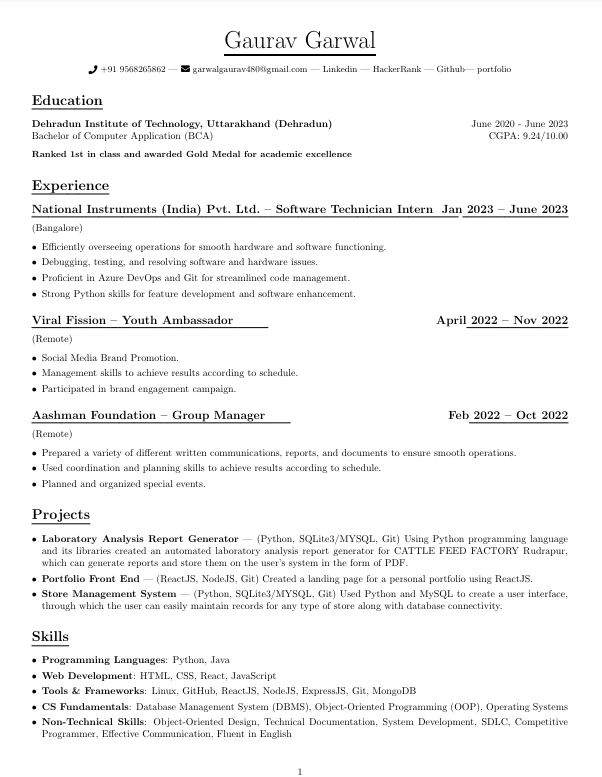 Gaurav Garwal
+91 9568265862 — garwalgaurav480@gmail.com — Linkedin — HackerRank — Github— portfolio
Education
Dehradun Institute of Technology, Uttarakhand (Dehradun) June 2020 - June 2023
Bachelor of Computer Application (BCA) CGPA: 9.24/10.00
Ranked 1st in class and awarded Gold Medal for academic excellence
Experience
National Instruments (India) Pvt. Ltd. – Software Technician Intern Jan 2023 – June 2023
(Bangalore)
• Efficiently overseeing operations for smooth hardware and software functioning.
• Debugging, testing, and resolving software and hardware issues.
• Proficient in Azure DevOps and Git for streamlined code management.
• Strong Python skills for feature development and software enhancement.
Viral Fission – Youth Ambassador April 2022 – Nov 2022
(Remote)
• Social Media Brand Promotion.
• Management skills to achieve results according to schedule.
• Participated in brand engagement campaign.
Aashman Foundation – Group Manager Feb 2022 – Oct 2022
(Remote)
• Prepared a variety of different written communications, reports, and documents to ensure smooth operations.
• Used coordination and planning skills to achieve results according to schedule.
• Planned and organized special events.
Projects
• Laboratory Analysis Report Generator — (Python, SQLite3/MYSQL, Git) Using Python programming language
and its libraries created an automated laboratory analysis report generator for CATTLE FEED FACTORY Rudrapur,
which can generate reports and store them on the user's system in the form of PDF.
• Portfolio Front End — (ReactJS, NodeJS, Git) Created a landing page for a personal portfolio using ReactJS.
• Store Management System — (Python, SQLite3/MYSQL, Git) Used Python and MySQL to create a user interface,
through which the user can easily maintain records for any type of store along with database connectivity.
Skills
• Programming Languages: Python, Java
• Web Development: HTML, CSS, React, JavaScript
• Tools & Frameworks: Linux, GitHub, ReactJS, NodeJS, ExpressJS, Git, MongoDB
• CS Fundamentals: Database Management System (DBMS), Object-Oriented Programming (OOP), Operating Systems
• Non-Technical Skills: Object-Oriented Design, Technical Documentation, System Development, SDLC, Competitive
Programmer, Effective Communication, Fluent in English
1